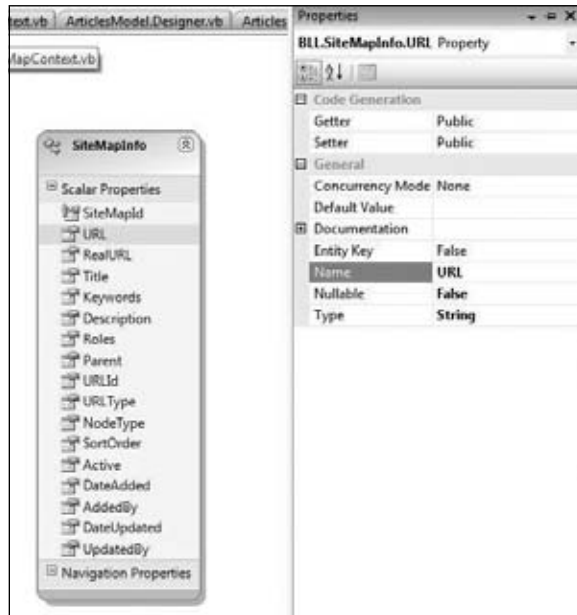 text.vb ArticlesModel.Designer.vb Articles
MapContext.vb
SiteMapInfo
Scalar Properties
SiteMapId
URL
RealURL
Title
Keywords
Description
Roles
Parent
URLId
URLType
NodeType
SortOrder
Active
DateAdded
AddedBy
DateUpdated
UpdatedBy
Navigation Properties
Properties
BLL.SiteMapInfo.URL Property
Code Generation
Getter Public
Setter Public
General
Concurrency Mode None
Default Value
Documentation
Entity Key False
Name URL
Nullable False
Type String